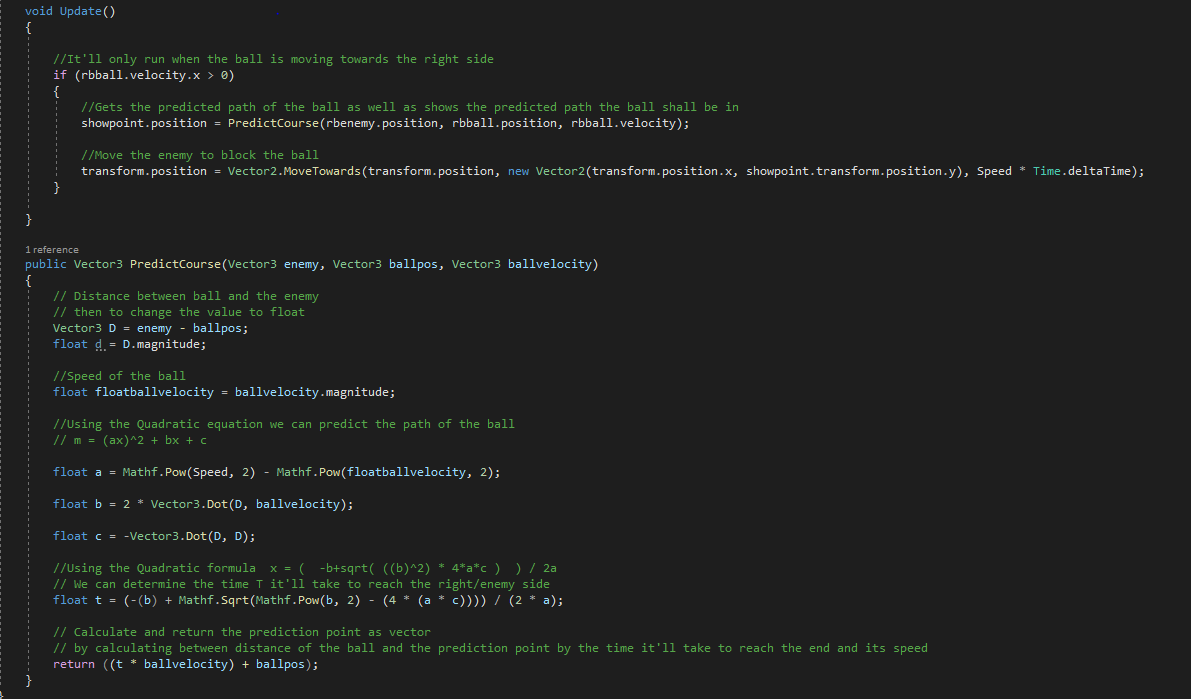 void Update()
{
//It'll only run when the ball is moving towards the right side
if (rbball.velocity.x > 0)
{
//Gets the predicted path of the ball as well as shows the predicted path the ball shall be in
showpoint.position = PredictCourse(rbenemy.position, rbball.position, rbball.velocity);
//Move the enemy to block the ball
transform.position = Vector2.MoveTowards(transform.position, new Vector2(transform.position.x, showpoint.transform.position.y), Speed * Time.deltaTime);
}
}
1 reference
public Vector3 PredictCourse(Vector3 enemy, Vector3 ballpos, Vector3 ballvelocity)
{
// Distance between ball and the enemy
// then to change the value to float
Vector3 D = enemy - ballpos;
float d = D.magnitude;
//Speed of the ball
float floatballvelocity = ballvelocity.magnitude;
//Using the Quadratic equation we can predict the path of the ball
// m = (ax)^2 + bx + c
float a = Mathf.Pow(Speed, 2) - Mathf.Pow(floatballvelocity, 2);
float b = 2 * Vector3.Dot(D, ballvelocity);
float c = -Vector3.Dot(D, D);
//Using the Quadratic formula  x = (  -b+sqrt( ((b)^2) * 4*a*c )  ) / 2a
// We can determine the time T it'll take to reach the right/enemy side
float t = (-(b) + Mathf.Sqrt(Mathf.Pow(b, 2) - (4 * (a * c)))) / (2 * a);
// Calculate and return the prediction point as vector
// by calculating between distance of the ball and the prediction point by the time it'll take to reach the end and its speed
return ((t * ballvelocity) + ballpos);
}
}